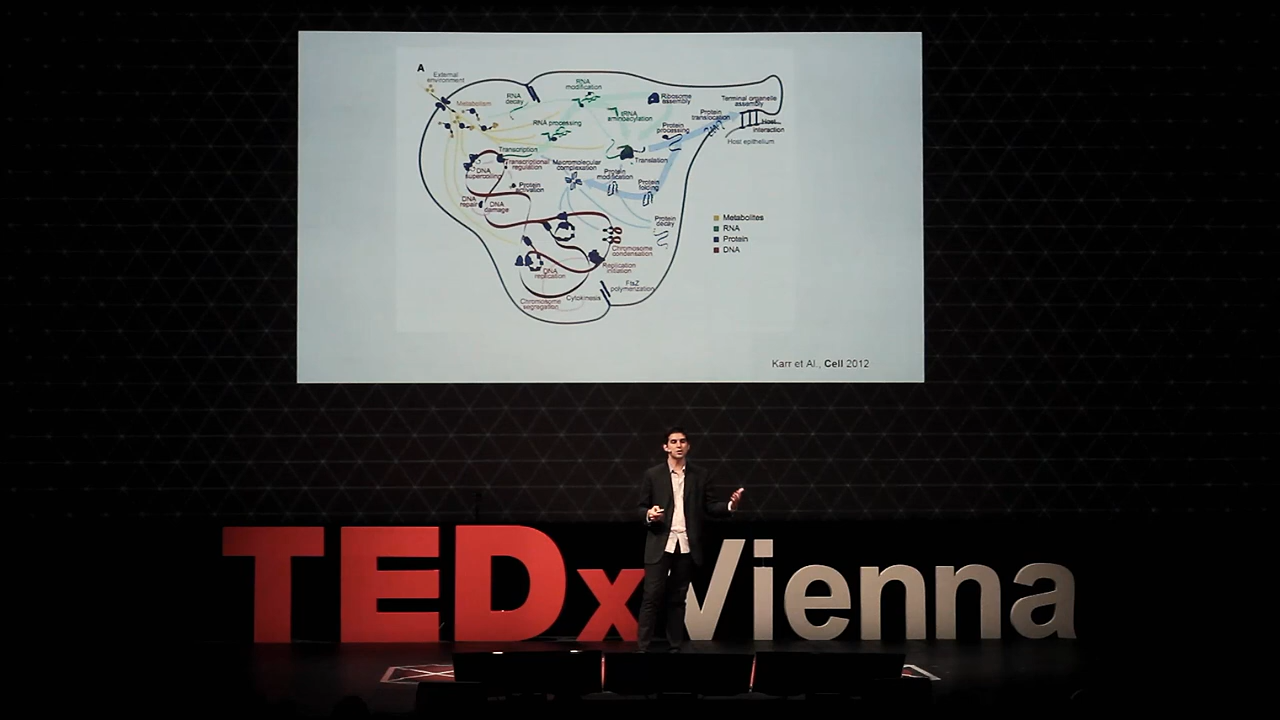 A
External
environment
Metabolism
RNA
decay
RNA
modification
Ribosome
assembly
Terminal organelle
assembly
tRNA
aminoacylation
Protein
translocation
Host
interaction
Host epithelium
RNA processing
Protein
processing
Transcription
Transcriptional
regulation
Macromolecular
complexation
Translation
DNA
supercoiling
Protein
modification
Protein
folding
Protein
activation
DNA
repair
DNA
damage
Protein
decay
Metabolites
RNA
Protein
DNA
Chromosome
condensation
DNA
replication
Replication
initiation
FtsZ
polymerization
Chromosome
segregation
Cytokinesis
Karr et Al., Cell 2012
TEDxVienna